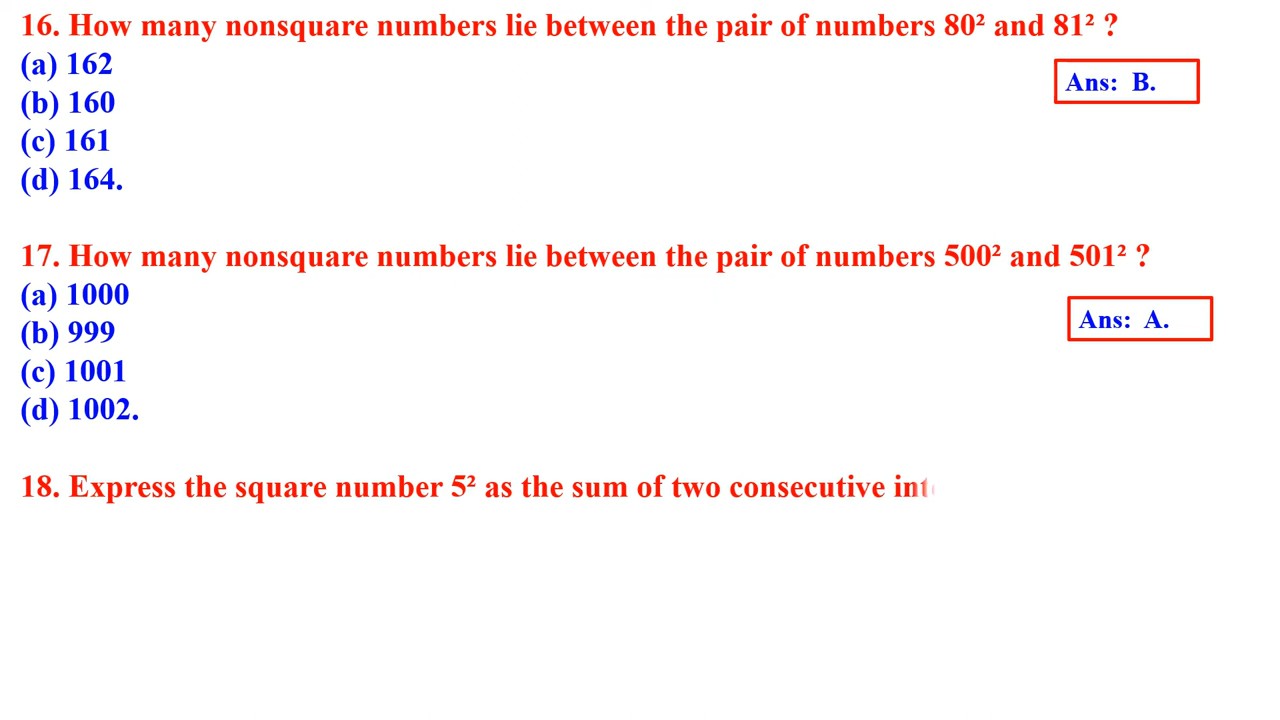 16. How many nonsquare numbers lie between the pair of numbers 80² and 81² ?
(a) 162
Ans: B.
(b) 160
(c) 161
(d) 164.
17. How many nonsquare numbers lie between the pair of numbers 500² and 501² ?
(a) 1000
Ans: A.
(b) 999
(c) 1001
(d) 1002.
18. Express the square number 5² as the sum of two consecutive